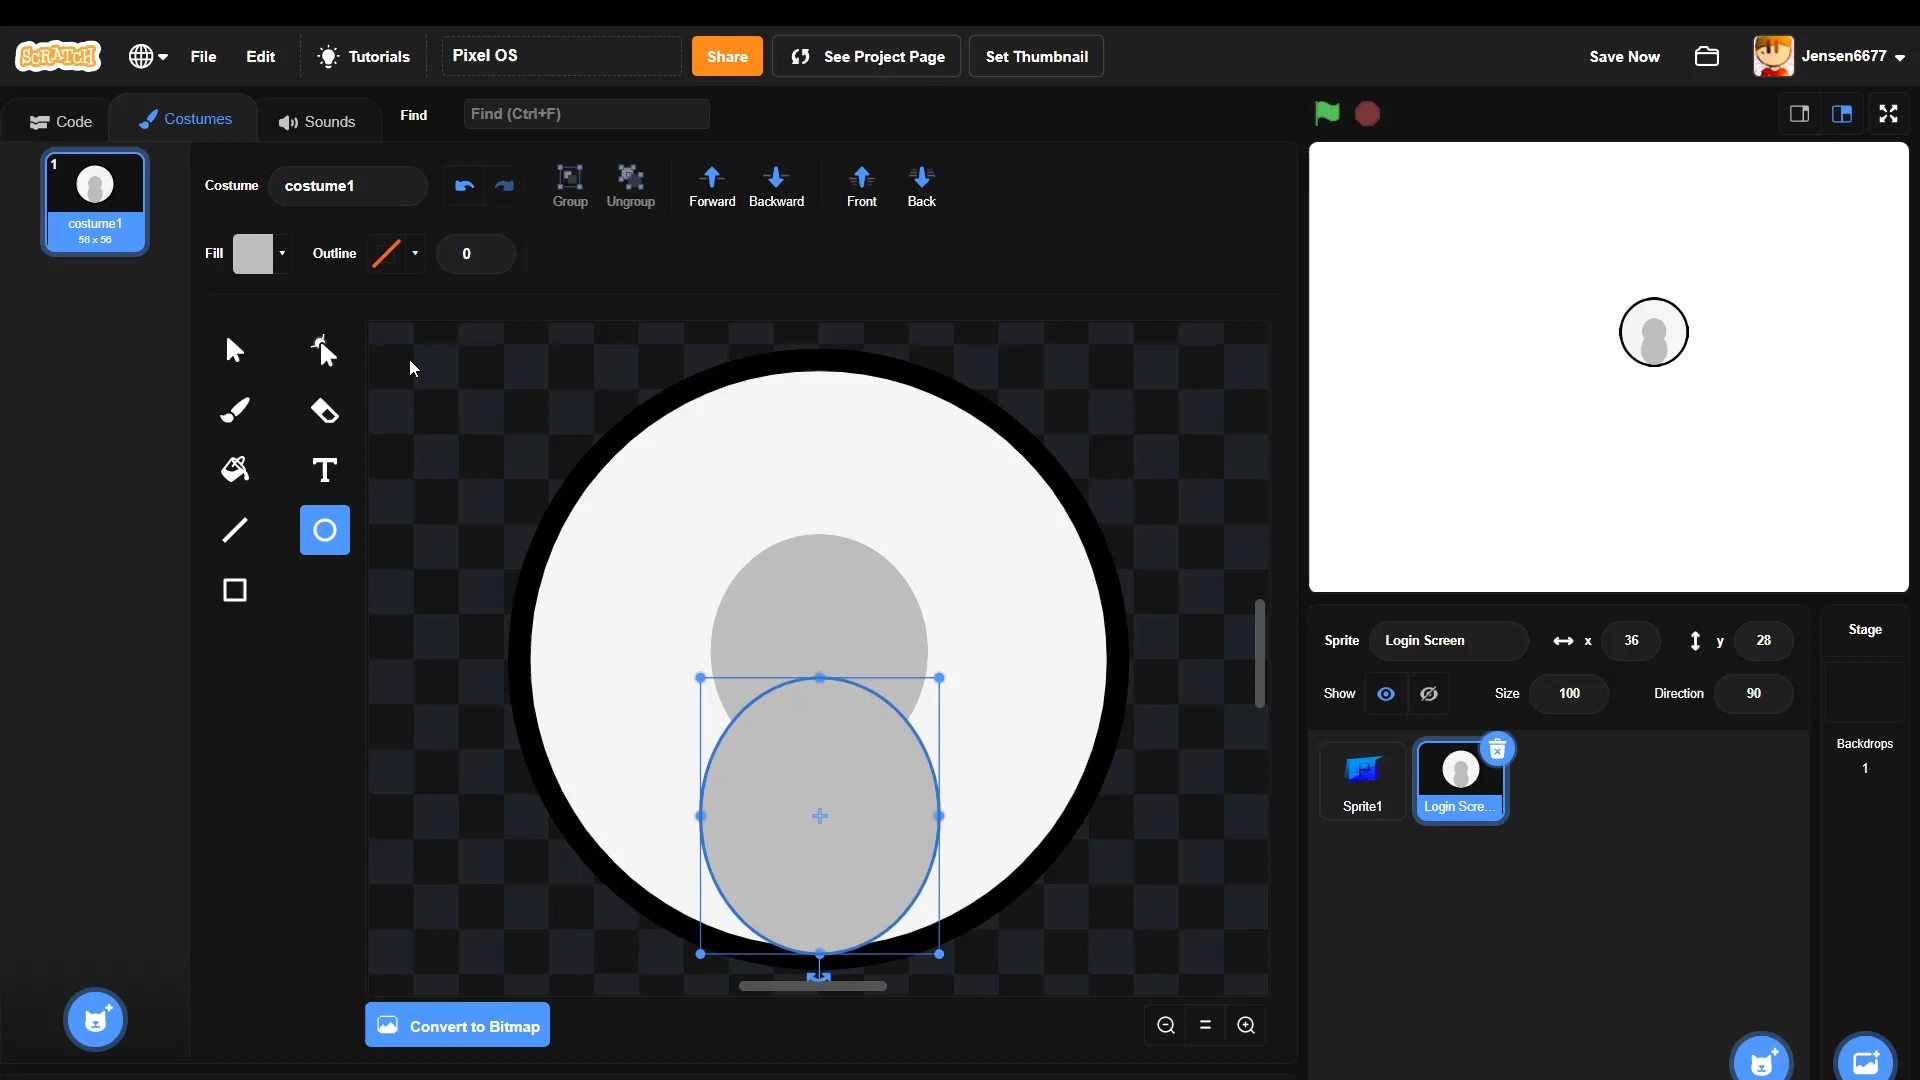 SCRATCH File Edit Tutorials Pixel OS Share See Project Page Set Thumbnail Save Now Jensen6677
Code Costumes Sounds Find Find (Ctrl+F)
1
costume1
56 x 56
Costume costume1 Group Ungroup Forward Backward Front Back
Fill Outline 0
Convert to Bitmap
Sprite Login Screen x 36 y 28
Show Size 100 Direction 90
Sprite1
Login Scre...
Stage
Backdrops
1